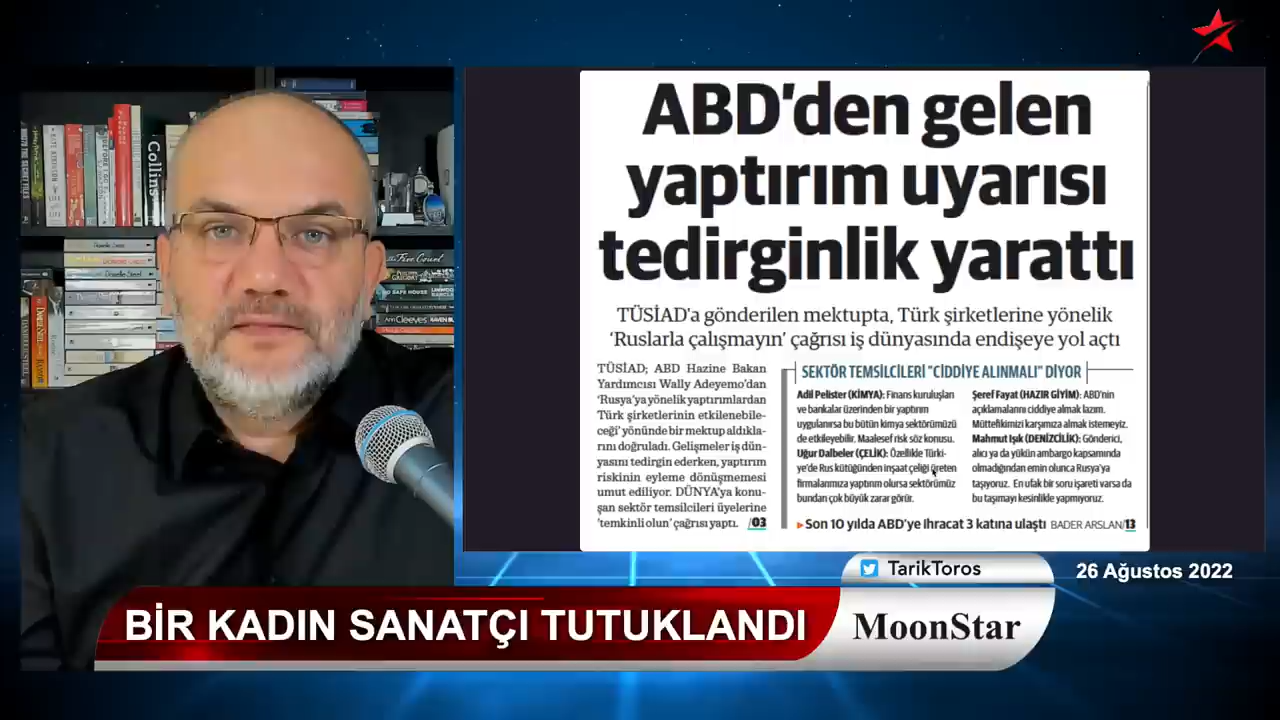 ABD'den gelen
yaptırım uyarısı
tedirginlik yarattı
TÜSİAD'a gönderilen mektupta, Türk şirketlerine yönelik
'Ruslarla çalışmayın' çağrısı iş dünyasında endişeye yol açtı
TÜSİAD; ABD Hazine Bakan
Yardımcısı Wally Adeyemo'dan
'Rusya'ya yönelik yaptırımlardan
Türk şirketlerinin etkilenebile-
ceği' yönünde bir mektup aldıkla-
rını doğruladı. Gelişmeler iş dün-
yasını tedirgin ederken, yaptırım
riskinin eyleme dönüşmemesi
umut ediliyor. DÜNYA'ya konu-
şan sektör temsilcileri üyelerine
'temkinli olun' çağrısı yaptı. /03
SEKTÖR TEMSİLCİLERİ "CİDDİYE ALINMALI" DİYOR
Adil Pelister (KİMYA): Finans kuruluşları
ve bankalar üzerinden bir yaptırım
uygulanırsa bu bütün kimya sektörümüzü
de etkileyebilir. Maalesef risk söz konusu.
Uğur Dalbeler (ÇELİK): Özellikle Türki-
ye'de Rus kütüğünden inşaat çeliği üreten
firmalarımıza yaptırım olursa sektörümüz
bundan çok büyük zarar görür.
Şeref Fayat (HAZIR GİYİM): ABD'nin
açıklamalarını ciddiye almak lazım.
Müttefikimizi karşımıza almak istemeyiz.
Mahmut Işık (DENİZCİLİK): Gönderici,
alıcı ya da yükün ambargo kapsamında
olmadığından emin olunca Rusya'ya
taşıyoruz. En ufak bir soru işareti varsa da
bu taşımayı kesinlikle yapmıyoruz.
Son 10 yılda ABD'ye ihracat 3 katına ulaştı BADER ARSLAN/13
TarikToros
26 Ağustos 2022
BİR KADIN SANATÇI TUTUKLANDI
MoonStar
Collins